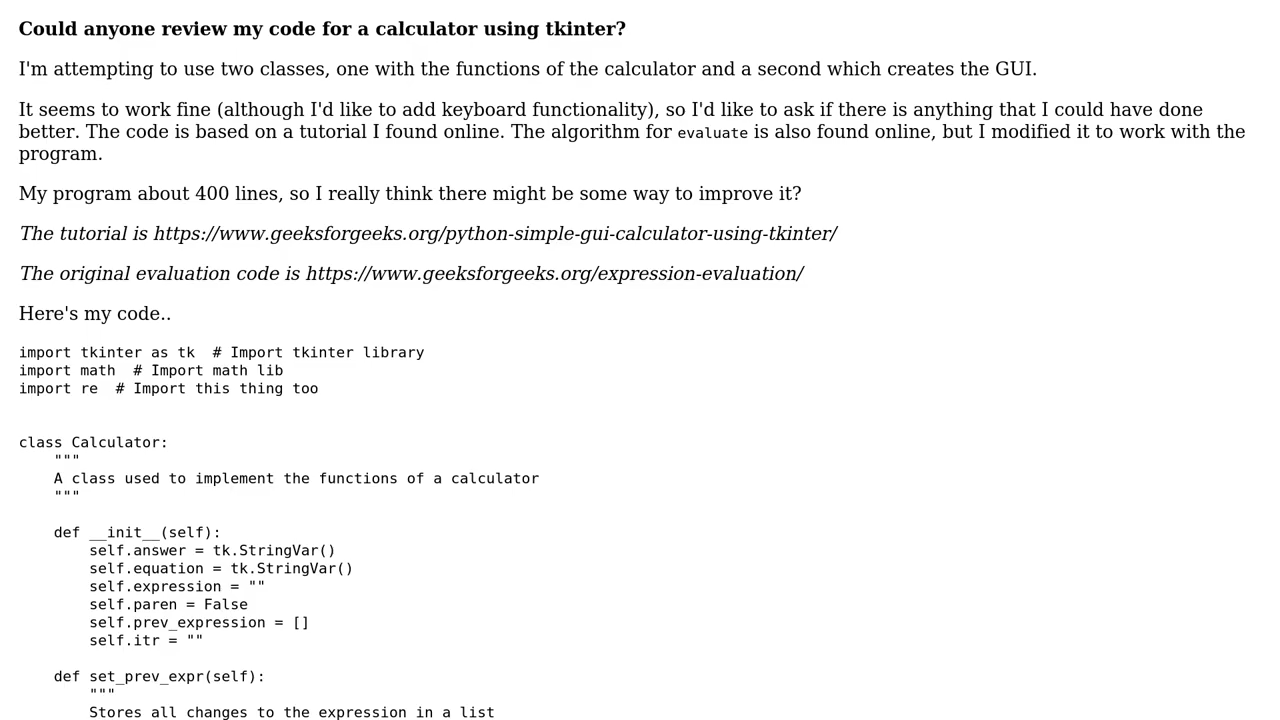 Could anyone review my code for a calculator using tkinter?
I'm attempting to use two classes, one with the functions of the calculator and a second which creates the GUI.
It seems to work fine (although I'd like to add keyboard functionality), so I'd like to ask if there is anything that I could have done
better. The code is based on a tutorial I found online. The algorithm for evaluate is also found online, but I modified it to work with the
program.
My program about 400 lines, so I really think there might be some way to improve it?
The tutorial is https://www.geeksforgeeks.org/python-simple-gui-calculator-using-tkinter/
The original evaluation code is https://www.geeksforgeeks.org/expression-evaluation/
Here's my code..
import tkinter as tk  # Import tkinter library
import math  # Import math lib
import re  # Import this thing too
class Calculator:
    """
    A class used to implement the functions of a calculator
    """
    def __init__(self):
        self.answer = tk.StringVar()
        self.equation = tk.StringVar()
        self.expression = ""
        self.paren = False
        self.prev_expression = []
        self.itr = ""
    def set_prev_expr(self):
        """
        Stores all changes to the expression in a list